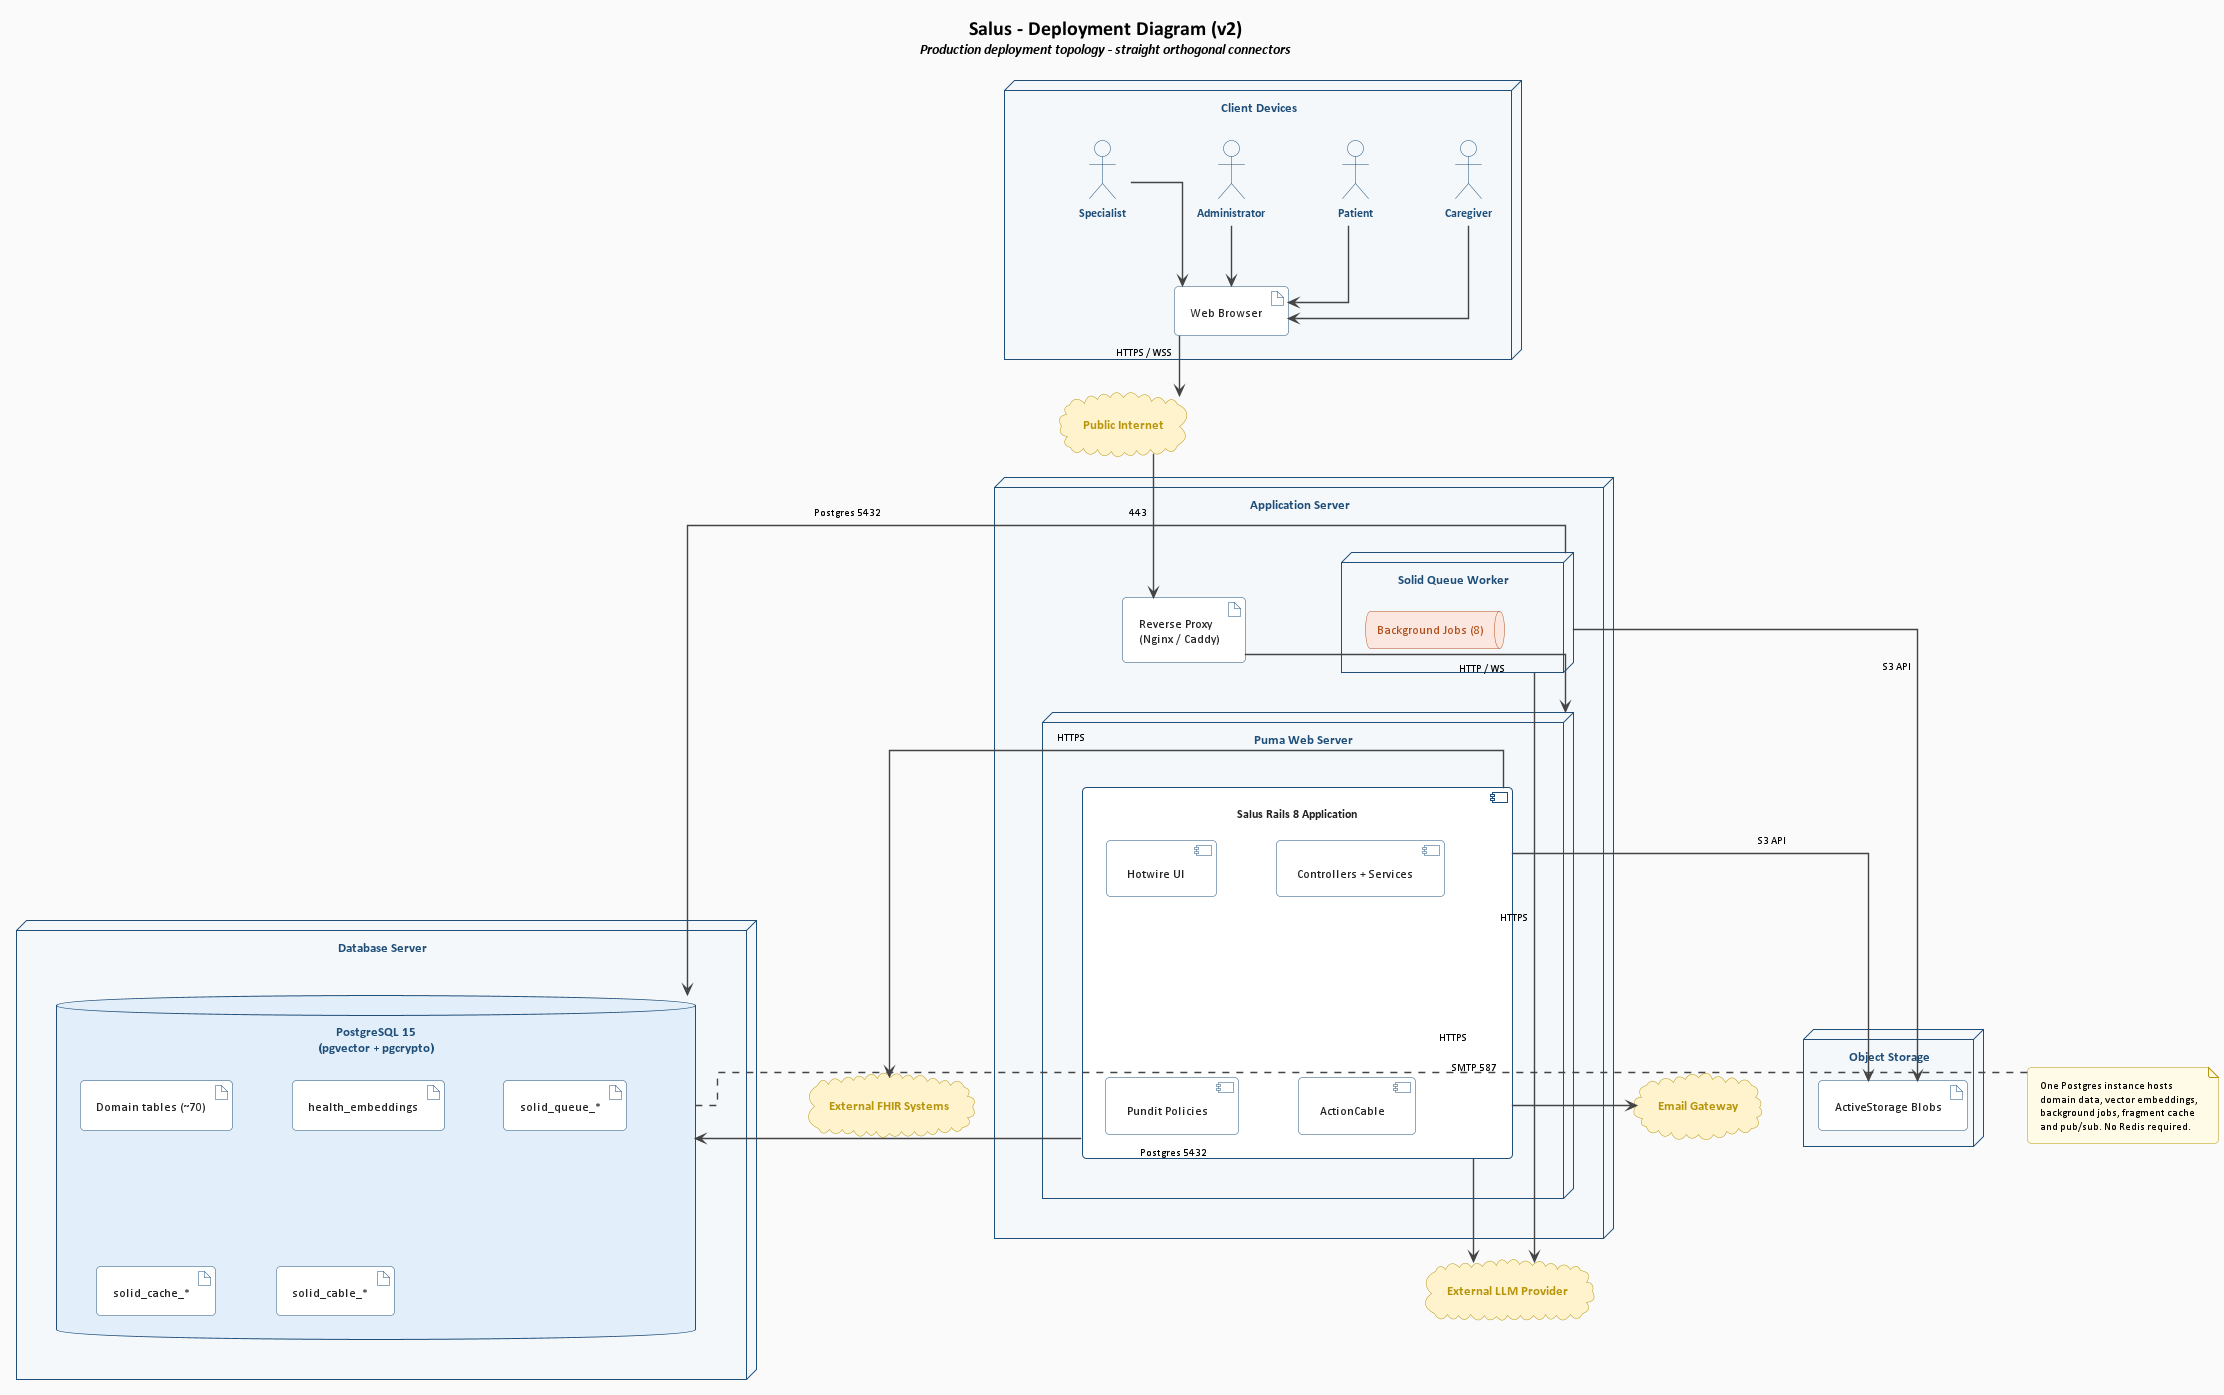 Salus - Deployment Diagram (v2)
Production deployment topology - straight orthogonal connectors
Client Devices
Specialist
Administrator
Patient
Caregiver
Web Browser
HTTPS / WSS
Public Internet
Postgres 5432
443
Application Server
Solid Queue Worker
Reverse Proxy
(Nginx / Caddy)
Background Jobs (8)
HTTP / WS
S3 API
HTTPS
Puma Web Server
Salus Rails 8 Application
S3 API
Hotwire UI
Controllers + Services
HTTPS
Database Server
PostgreSQL 15
(pgvector + pgcrypto)
HTTPS
SMTP 587
Object Storage
Domain tables (~70)
health_embeddings
solid_queue_*
External FHIR Systems
Pundit Policies
ActionCable
Email Gateway
ActiveStorage Blobs
One Postgres instance hosts
domain data, vector embeddings,
background jobs, fragment cache
and pub/sub. No Redis required.
Postgres 5432
solid_cache_*
solid_cable_*
External LLM Provider